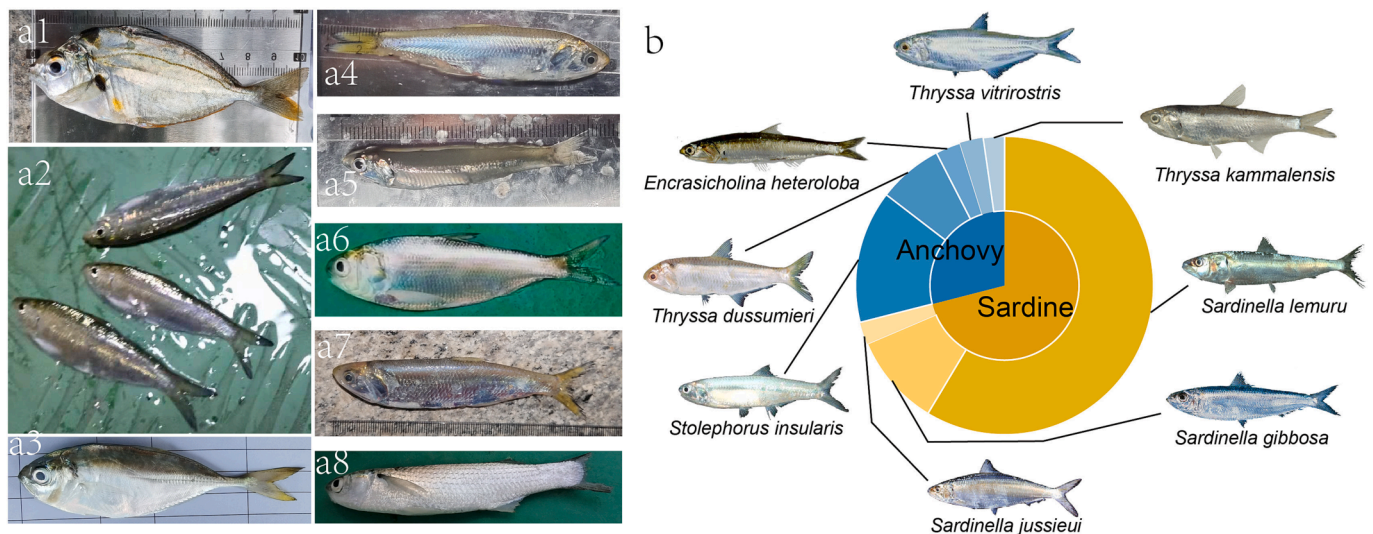 a1
a2
a3
a4
a5
a6
a7
a8
b
Thryssa vitrirostris
Encrasicholina heteroloba
Thryssa kammalensis
Anchovy
Sardine
Thryssa dussumieri
Sardinella lemuru
Stolephorus insularis
Sardinella gibbosa
Sardinella jussieui